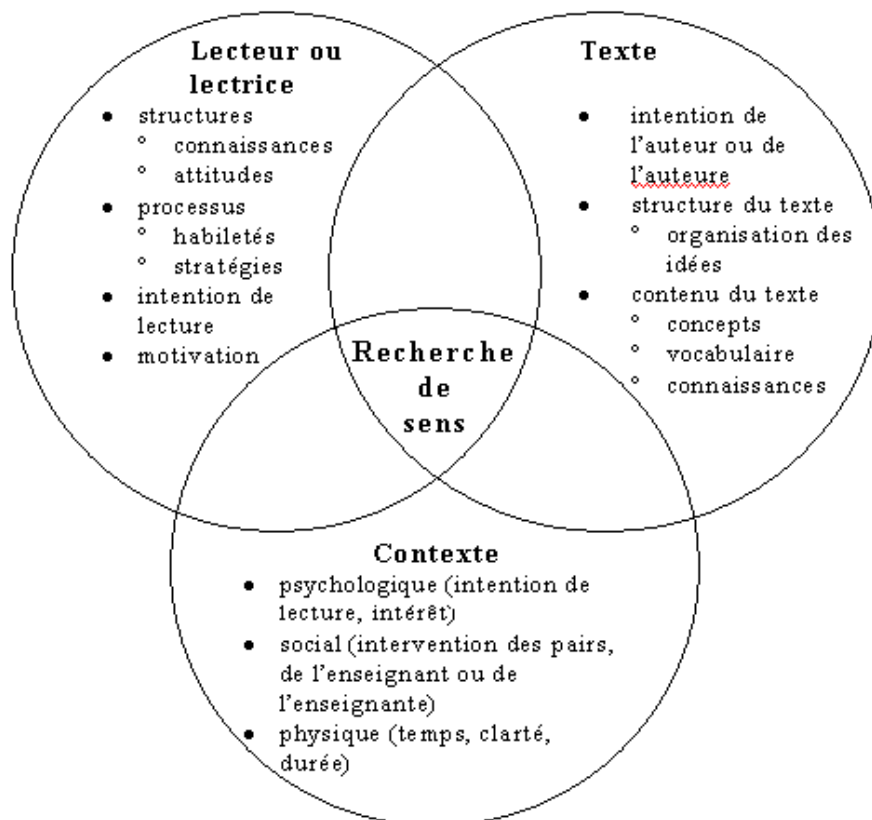 Lecteur ou
lectrice
• structures
° connaissances
° attitudes
• processus
° habiletés
° stratégies
• intention de
lecture
• motivation
Texte
• intention de
l'auteur ou de
l'auteure
• structure du texte
° organisation des
idées
• contenu du texte
° concepts
° vocabulaire
° connaissances
Recherche
de
sens
Contexte
• psychologique (intention de
lecture, intérêt)
• social (intervention des pairs,
de l'enseignant ou de
l'enseignante)
• physique (temps, clarté,
durée)